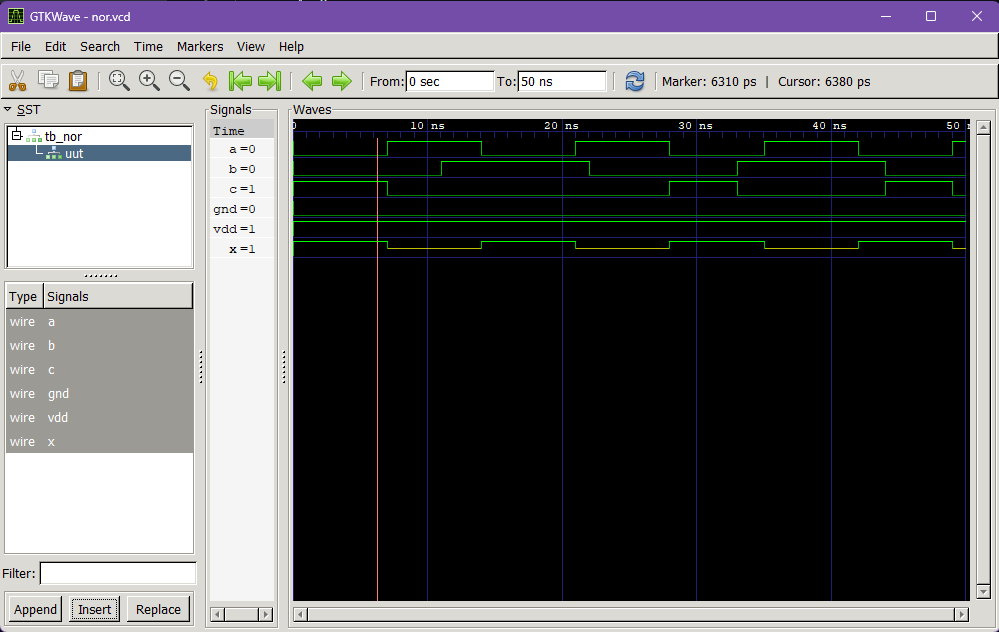 GTKWave - nor.vcd
File Edit Search Time Markers View Help
From: 0 sec To: 50 ns Marker: 6310 ps | Cursor: 6380 ps
SST
tb_nor
uut
Type Signals
wire a
wire b
wire c
wire gnd
wire vdd
wire x
Filter:
Append Insert Replace
Signals
Time
a =0
b =0
c =1
gnd =0
vdd =1
x =1
Waves
0 10 ns 20 ns 30 ns 40 ns 50 n